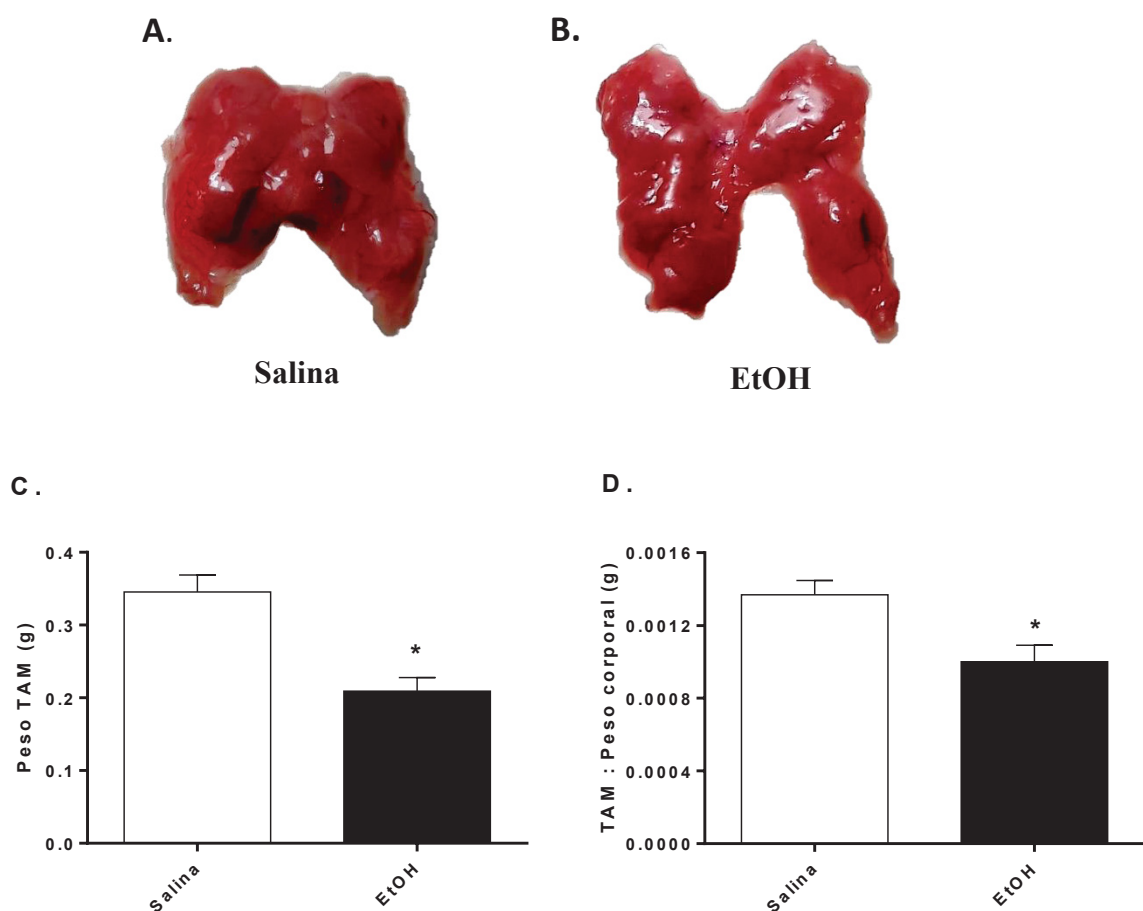 A.
B.
Salina
EtOH
C.
Peso TAM (g)
0.4
0.3
0.2
0.1
0.0
*
Salina
EtOH
D.
TAM : Peso corporal (g)
0.0016
0.0012
0.0008
0.0004
0.0000
*
Salina
EtOH